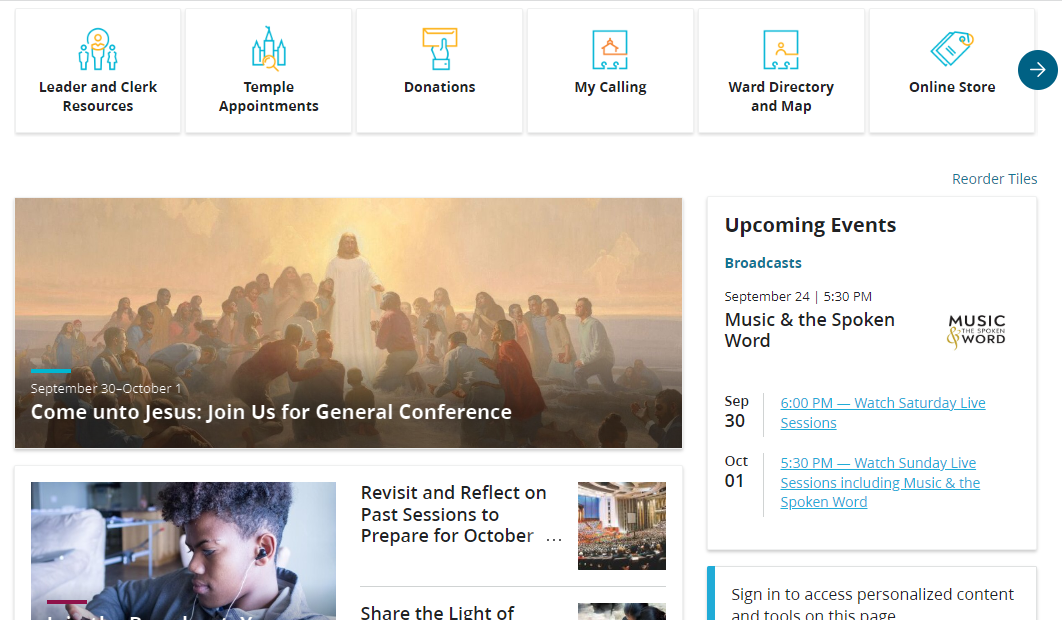 Leader and Clerk
Resources
Temple
Appointments
Donations
My Calling
Ward Directory
and Map
Online Store
Reorder Tiles
September 30–October 1
Come unto Jesus: Join Us for General Conference
Upcoming Events
Broadcasts
September 24 | 5:30 PM
Music & the Spoken
Word
MUSIC
& THE SPOKEN
WORD
Sep
30
6:00 PM — Watch Saturday Live
Sessions
Oct
01
5:30 PM — Watch Sunday Live
Sessions including Music & the
Spoken Word
Revisit and Reflect on
Past Sessions to
Prepare for October ...
Share the Light of
Sign in to access personalized content
and tools on this page